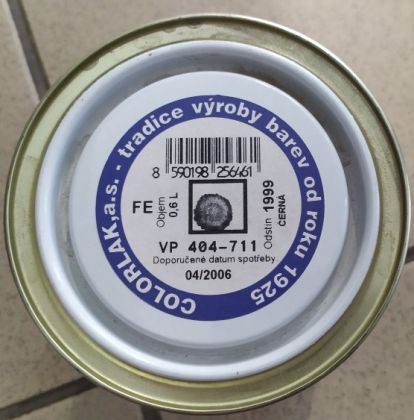 COLORLAK,a.s. - tradice výroby barev od roku 1925
8 590198 256461
FE
Objem
0,6 L
Odstín 1999
ČERNÁ
VP 404-711
Doporučené datum spotřeby
04/2006